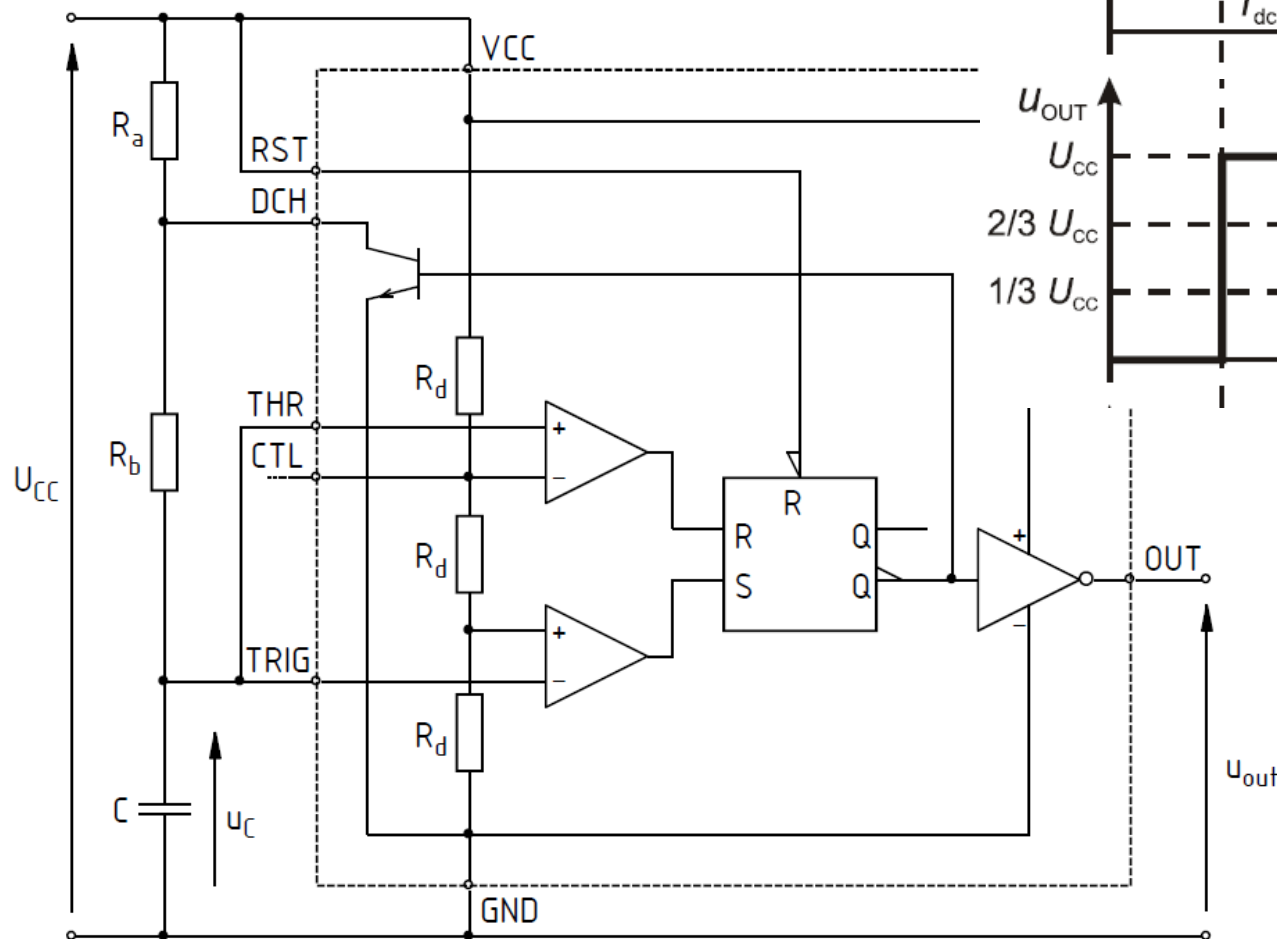 T_dc
VCC
u_OUT
R_a
U_cc
RST
DCH
2/3 U_cc
1/3 U_cc
R_d
THR
+
R_b
CTL
U_CC
−
R
R Q
+
R_d
OUT
S Q
+
−
TRIG
−
R_d
u_out
C
u_C
GND